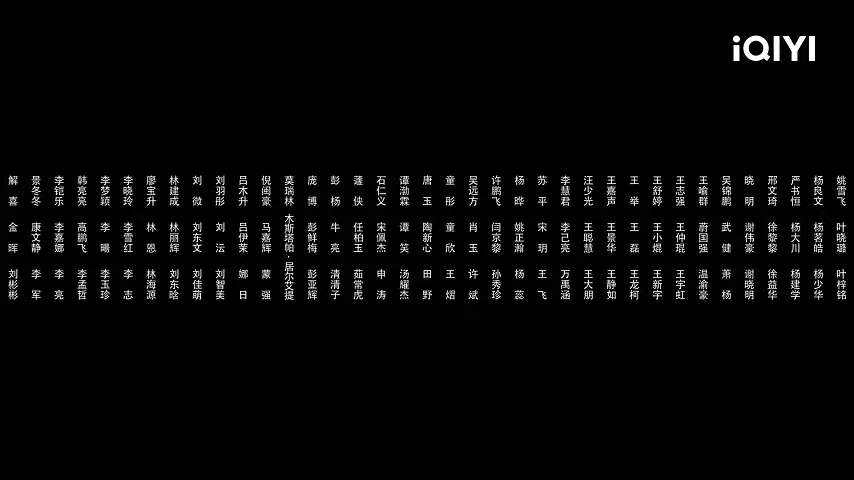 iQIYI
解喜 金晖 刘彬彬
景冬冬 康文静 李军
李铠乐 李嘉娜 李亮
韩亮亮 高鹏飞 李孟哲
李梦颖 李 李玉珍
李晓玲 李雪红 李志
廖宝升 林恩 林海源
林建成 林丽辉 刘东晗
刘微 刘东文 刘佳萌
刘羽彤 刘沄 刘智美
吕木升 吕伊茉 娜日
倪闽豪 马嘉辉 蒙强
莫瑞林 木斯塔帕·居尔艾提
庞博 彭鲜梅 彭亚辉
彭杨 牛亮 清清子
侠 任柏玉 茹常虎
石仁义 宋佩杰 申涛
谭渤霖 谭笑 汤耀杰
唐玉 陶新心 田野
童彤 童欣 王熠
吴远方 肖玉 许斌
许鹏飞 闫京黎 孙秀珍
杨晔 姚正瀚 杨蕊
苏平 宋玥 王飞
李慧君 李己亮 万禹涵
汪少光 王聪慧 王大朋
王嘉声 王景华 王静如
王举 王磊 王龙柯
王舒婷 王小焜 王新宇
王志强 王仲琨 王宇虹
王喻群 蔚国强 温渝豪
吴锦鹏 武健 萧杨
晓明 谢伟豪 谢晓明
邢文琦 徐黎黎 徐益华
严书恒 杨大川 杨建学
杨良文 杨茗皓 杨少华
姚雪飞 叶晓璐 叶梓铭